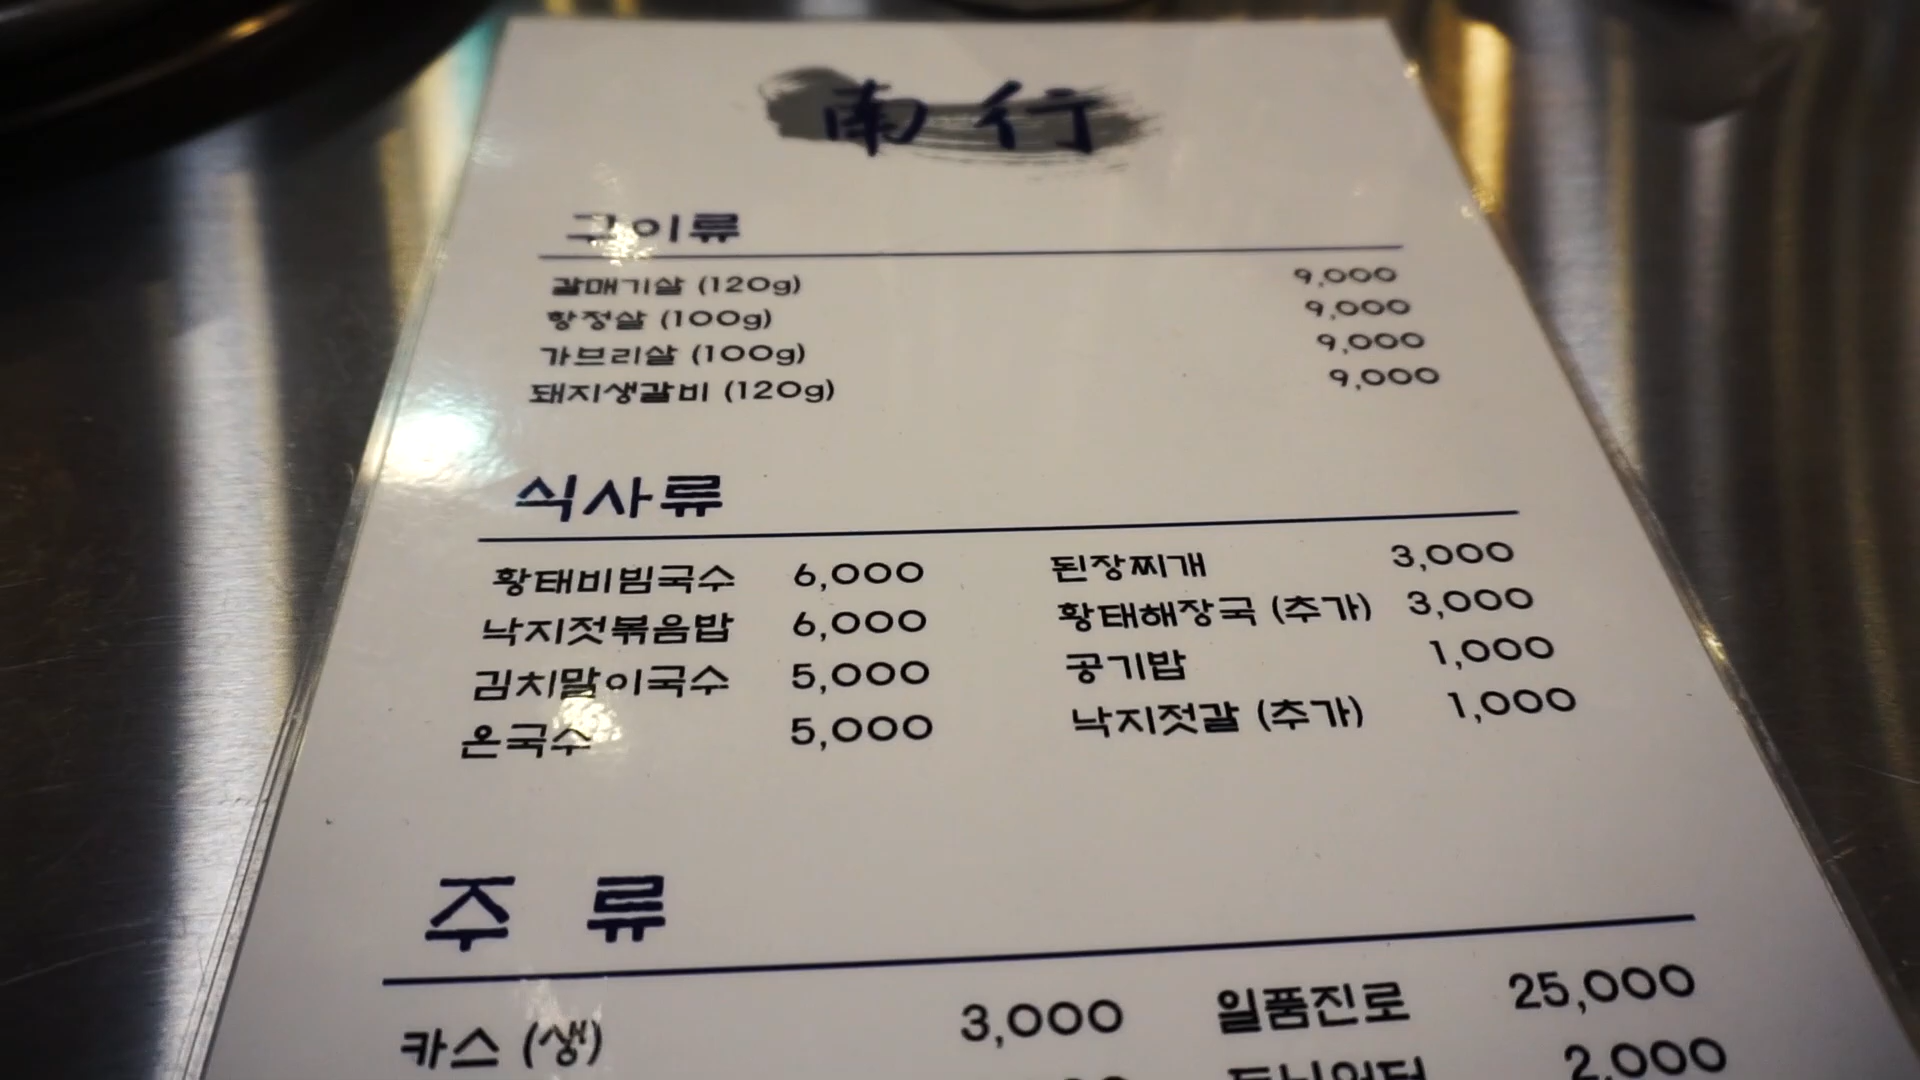 南行
구이류
갈매기살 (120g) 9,000
항정살 (100g) 9,000
가브리살 (100g) 9,000
돼지생갈비 (120g) 9,000
식사류
황태비빔국수 6,000 된장찌개 3,000
낙지젓볶음밥 6,000 황태해장국 (추가) 3,000
김치말이국수 5,000 공기밥 1,000
온국수 5,000 낙지젓갈 (추가) 1,000
주 류
카스 (생) 3,000 일품진로 25,000
2,000